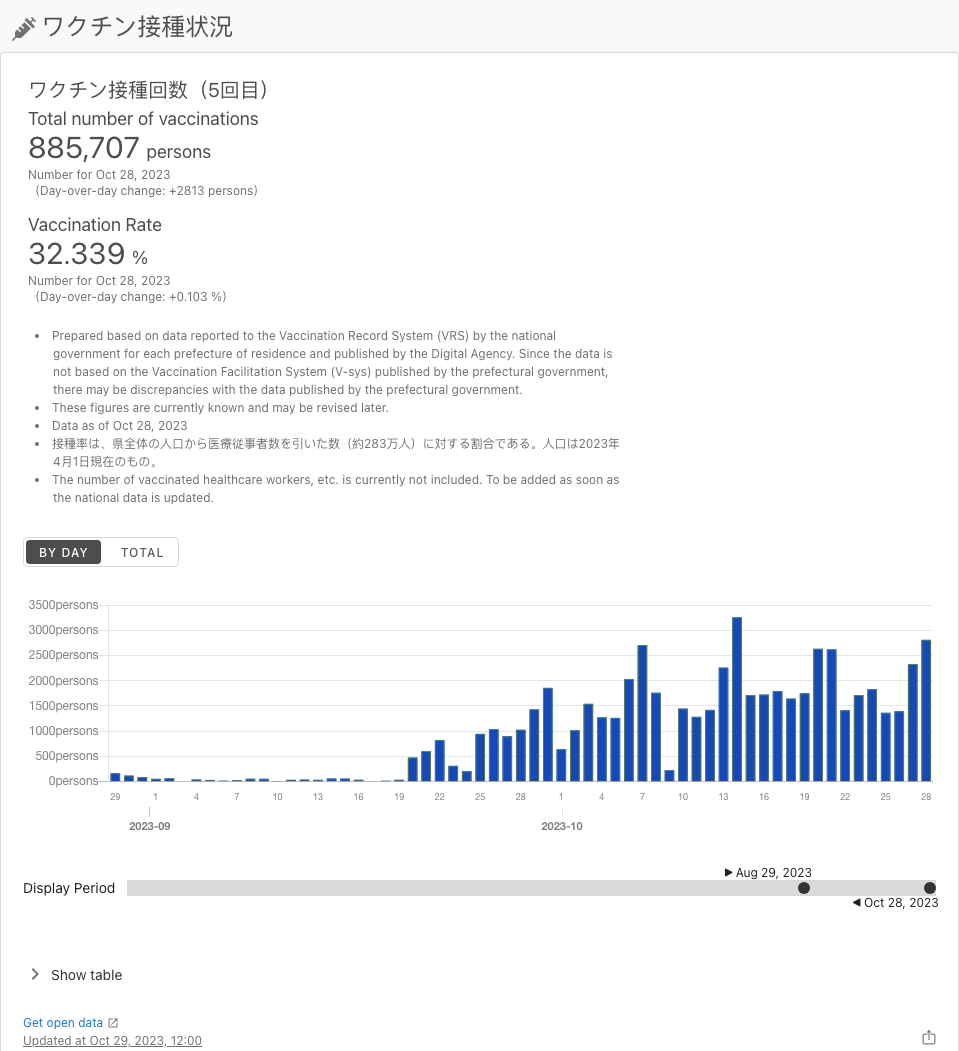 ワクチン接種状況
ワクチン接種回数（5回目）
Total number of vaccinations
885,707 persons
Number for Oct 28, 2023
（Day-over-day change: +2813 persons）
Vaccination Rate
32.339 %
Number for Oct 28, 2023
（Day-over-day change: +0.103 %）
• Prepared based on data reported to the Vaccination Record System (VRS) by the national
government for each prefecture of residence and published by the Digital Agency. Since the data is
not based on the Vaccination Facilitation System (V-sys) published by the prefectural government,
there may be discrepancies with the data published by the prefectural government.
• These figures are currently known and may be revised later.
• Data as of Oct 28, 2023
• 接種率は、県全体の人口から医療従事者数を引いた数（約283万人）に対する割合である。人口は2023年
4月1日現在のもの。
• The number of vaccinated healthcare workers, etc. is currently not included. To be added as soon as
the national data is updated.
BY DAY TOTAL
3500persons
3000persons
2500persons
2000persons
1500persons
1000persons
500persons
0persons
29 1 4 7 10 13 16 19 22 25 28 1 4 7 10 13 16 19 22 25 28
2023-09 2023-10
Aug 29, 2023
Display Period
Oct 28, 2023
Show table
Get open data
Updated at Oct 29, 2023, 12:00